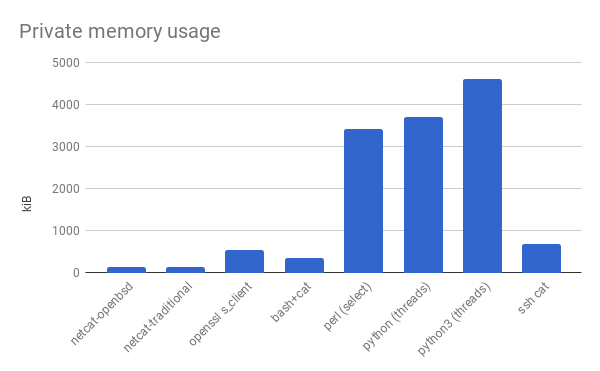 Private memory usage
5000
4000
3000
2000
1000
0
kiB
netcat-openbsd
netcat-traditional
openssl s_client
bash+cat
perl (select)
python (threads)
python3 (threads)
ssh cat